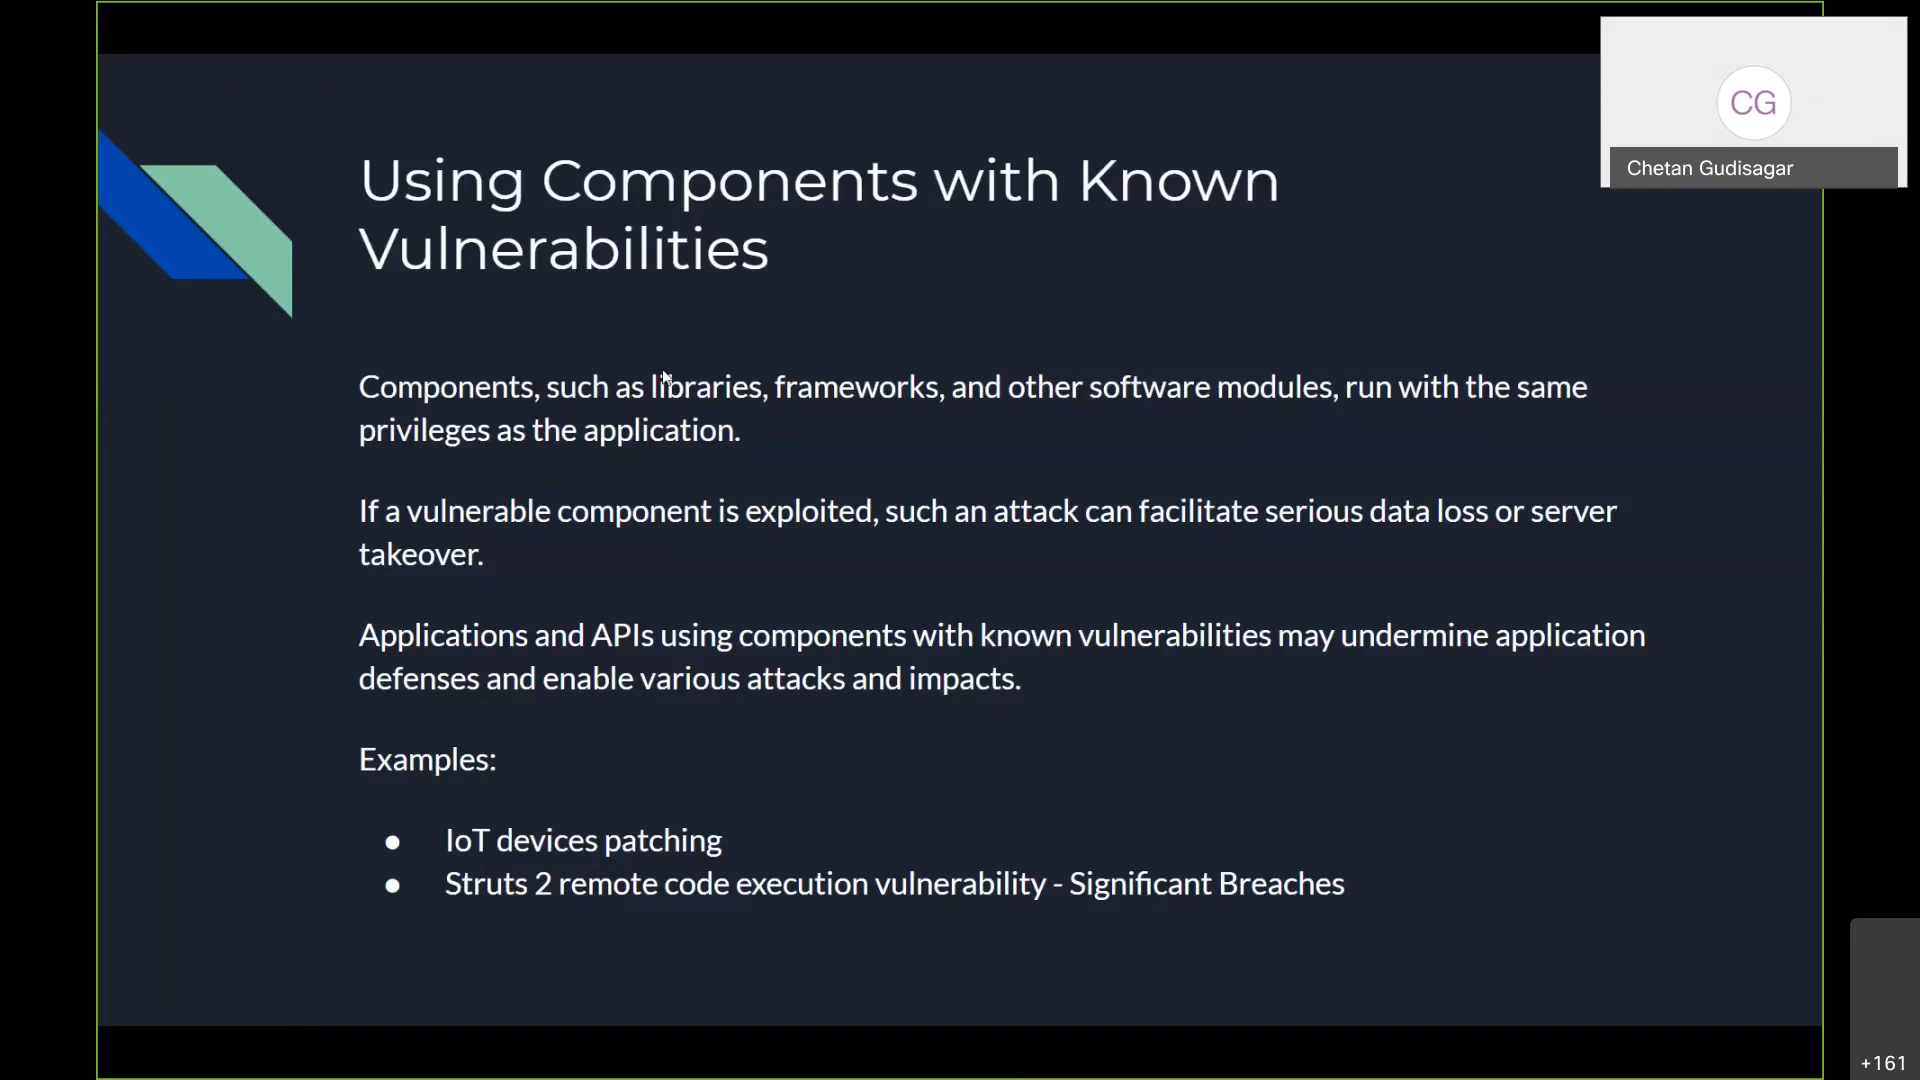 CG
Chetan Gudisagar
Using Components with Known
Vulnerabilities
Components, such as libraries, frameworks, and other software modules, run with the same
privileges as the application.
If a vulnerable component is exploited, such an attack can facilitate serious data loss or server
takeover.
Applications and APIs using components with known vulnerabilities may undermine application
defenses and enable various attacks and impacts.
Examples:
● IoT devices patching
● Struts 2 remote code execution vulnerability - Significant Breaches
+161